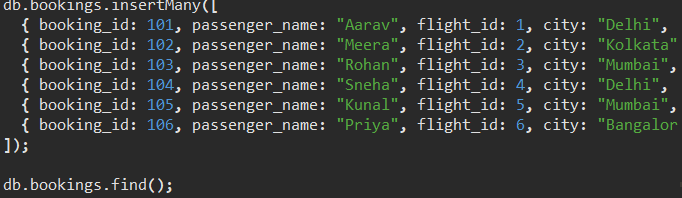 db.bookings.insertMany([
{ booking_id: 101, passenger_name: "Aarav", flight_id: 1, city: "Delhi",
{ booking_id: 102, passenger_name: "Meera", flight_id: 2, city: "Kolkata"
{ booking_id: 103, passenger_name: "Rohan", flight_id: 3, city: "Mumbai",
{ booking_id: 104, passenger_name: "Sneha", flight_id: 4, city: "Delhi",
{ booking_id: 105, passenger_name: "Kunal", flight_id: 5, city: "Mumbai",
{ booking_id: 106, passenger_name: "Priya", flight_id: 6, city: "Bangalor
]);
db.bookings.find();